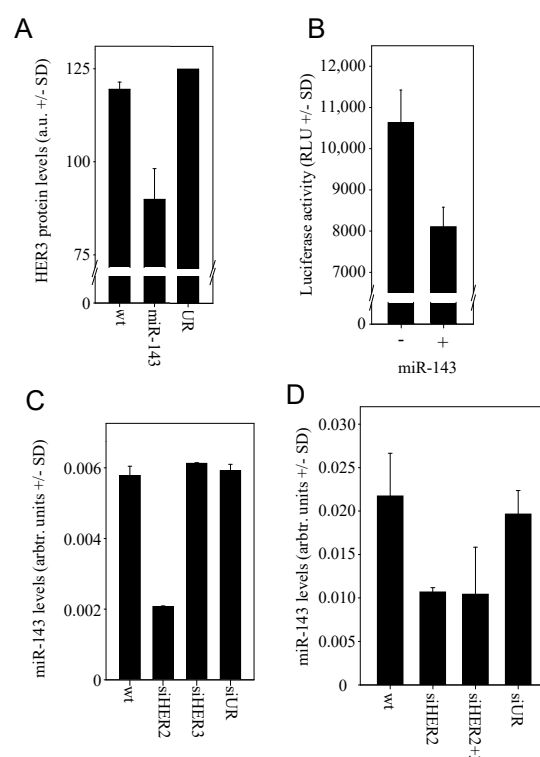 A
HER3 protein levels (a.u. +/- SD)
125
100
75
0
wt
miR-143
UR
B
Luciferase activity (RLU +/- SD)
12,000
11,000
10,000
9000
8000
7000
0
-
+
miR-143
C
miR-143 levels (arbtr. units +/- SD)
0.006
0.004
0.002
0
wt
siHER2
siHER3
siUR
D
miR-143 levels (arbtr. units +/- SD)
0.030
0.025
0.020
0.015
0.010
0.005
0
wt
siHER2
siHER2+
siUR